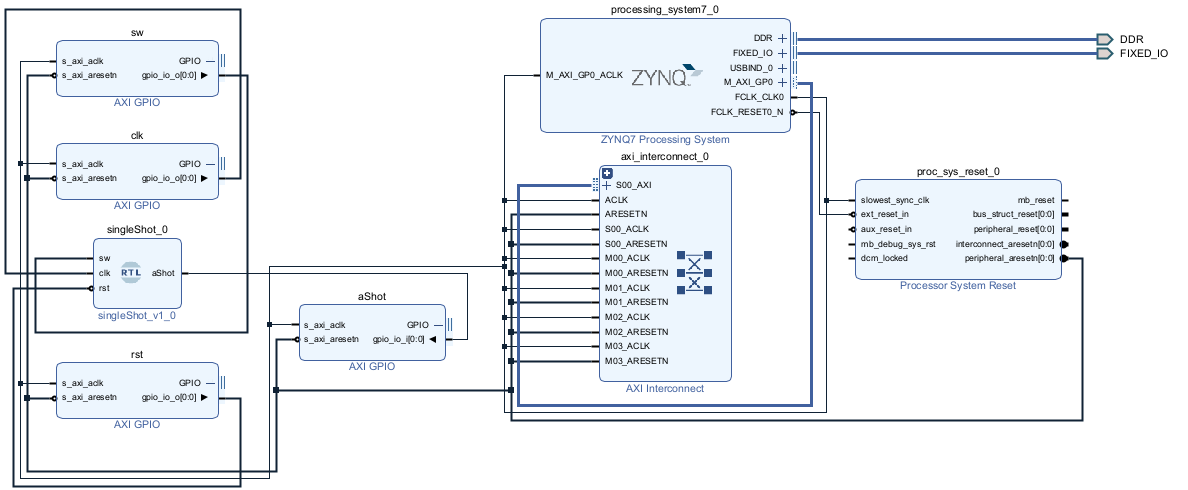 sw
s_axi_aclk
s_axi_aresetn
GPIO
gpio_io_o[0:0]
AXI GPIO
clk
s_axi_aclk
s_axi_aresetn
GPIO
gpio_io_o[0:0]
AXI GPIO
singleShot_0
sw
clk
rst
RTL
aShot
singleShot_v1_0
rst
s_axi_aclk
s_axi_aresetn
GPIO
gpio_io_o[0:0]
AXI GPIO
aShot
s_axi_aclk
s_axi_aresetn
GPIO
gpio_io_i[0:0]
AXI GPIO
processing_system7_0
M_AXI_GP0_ACLK
ZYNQ
DDR
FIXED_IO
USBIND_0
M_AXI_GP0
FCLK_CLK0
FCLK_RESET0_N
ZYNQ7 Processing System
axi_interconnect_0
S00_AXI
ACLK
ARESETN
S00_ACLK
S00_ARESETN
M00_ACLK
M00_ARESETN
M01_ACLK
M01_ARESETN
M02_ACLK
M02_ARESETN
M03_ACLK
M03_ARESETN
AXI Interconnect
proc_sys_reset_0
slowest_sync_clk
ext_reset_in
aux_reset_in
mb_debug_sys_rst
dcm_locked
mb_reset
bus_struct_reset[0:0]
peripheral_reset[0:0]
interconnect_aresetn[0:0]
peripheral_aresetn[0:0]
Processor System Reset
DDR
FIXED_IO